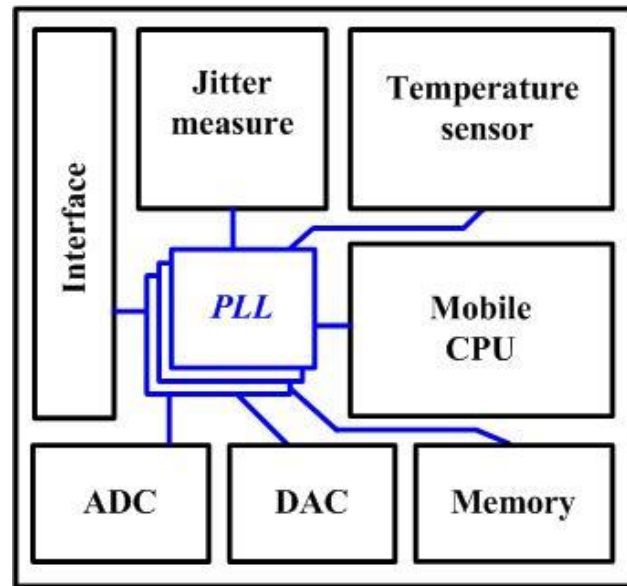 Jitter
measure
Temperature
sensor
Interface
PLL
Mobile
CPU
ADC
DAC
Memory